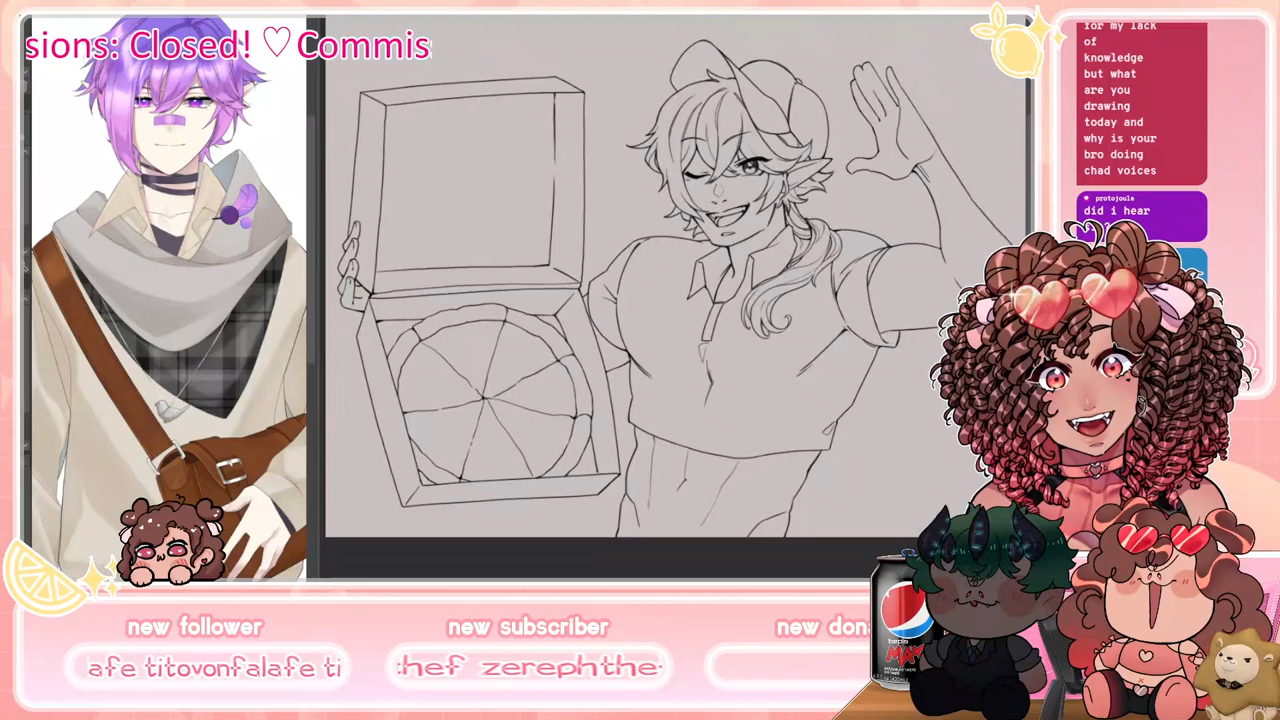 sions: Closed! ♡Commis
for my lack
of
knowledge
but what
are you
drawing
today and
why is your
bro doing
chad voices
protojoule
did i hear
new follower
new subscriber
new don
afe titovonfalafe ti
hef zerephthe
bepis
MAX